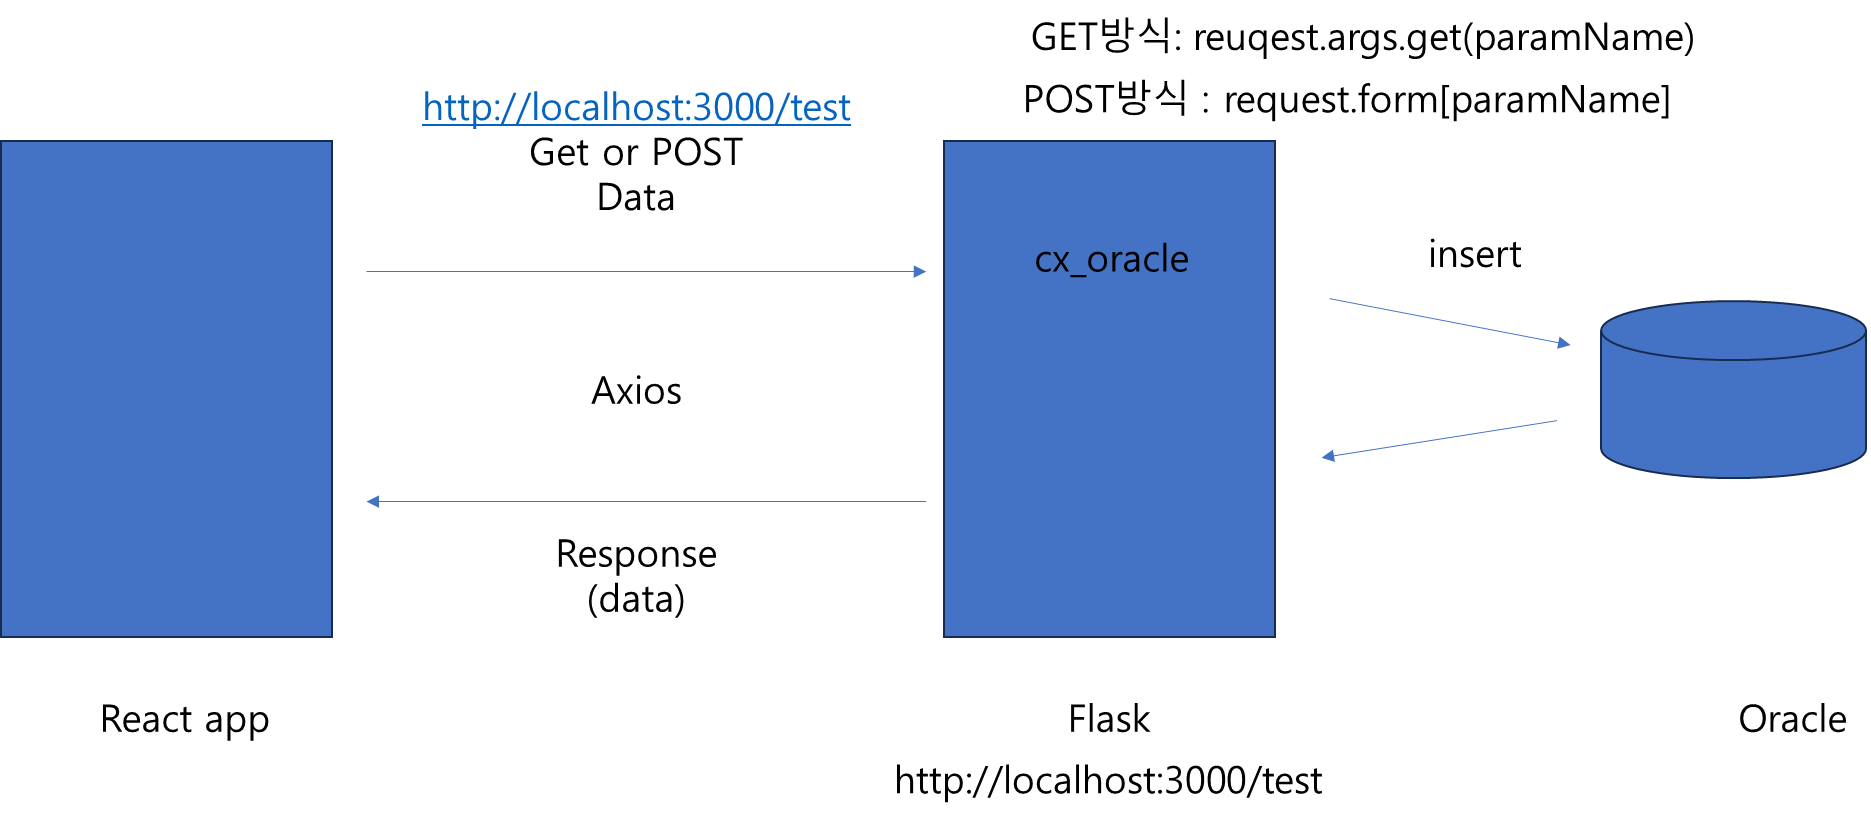 GET방식: reuqest.args.get(paramName)
POST방식 : request.form[paramName]
http://localhost:3000/test
Get or POST
Data
cx_oracle
insert
Axios
Response
(data)
React app
Flask
Oracle
http://localhost:3000/test